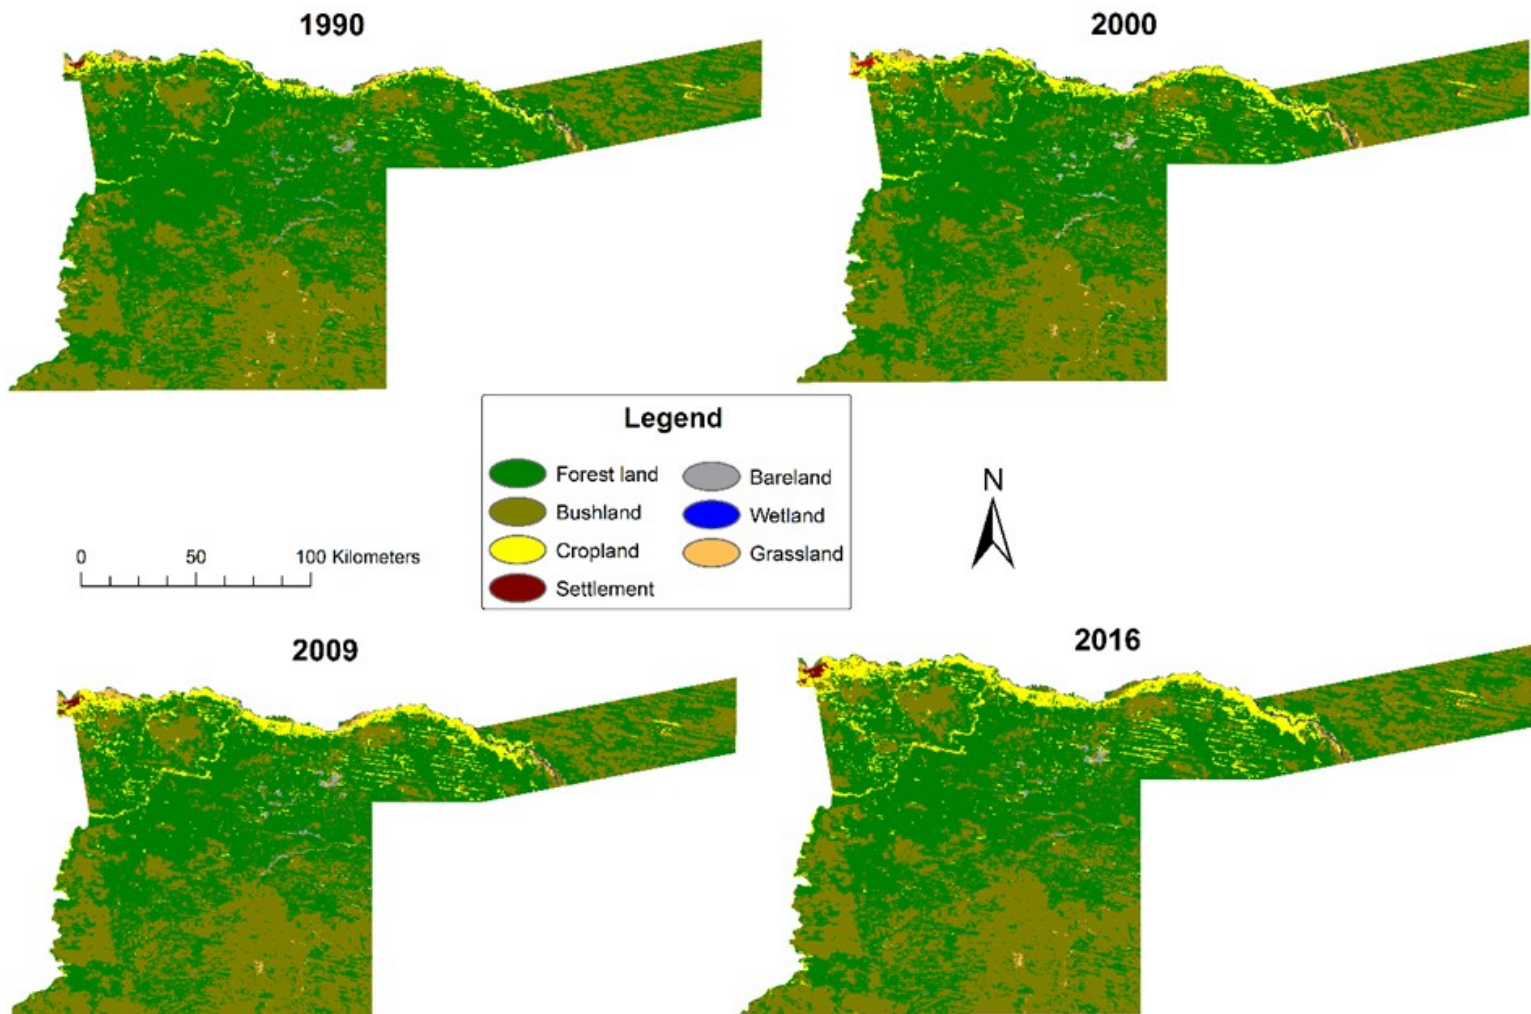 1990
2000
Legend
Forest land
Bareland
Bushland
Wetland
Cropland
Grassland
Settlement
N
0 50 100 Kilometers
2009
2016